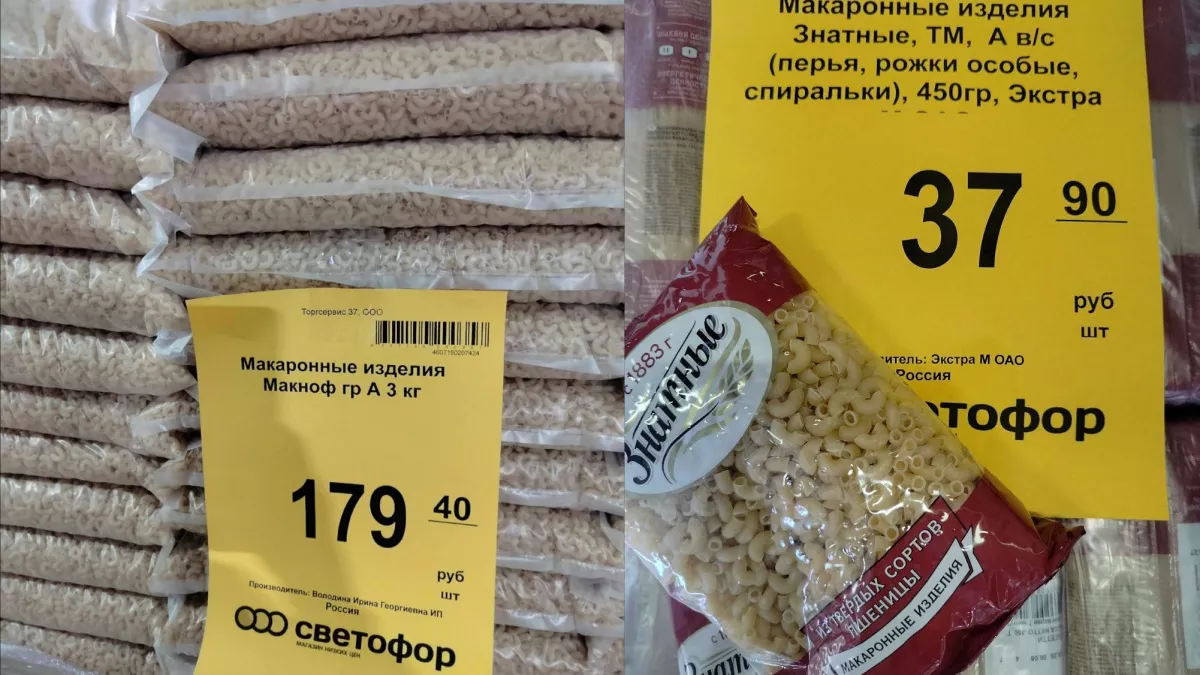 Торгсервис 37, ООО
Макаронные изделия
Макноф гр А 3 кг
179 40
руб
шт
Производитель: Володина Ирина Георгиевна ИП
Россия
светофор
МАГАЗИН НИЗКИХ ЦЕН
Макаронные изделия
Знатные, ТМ, А в/с
(перья, рожки особые,
спиральки), 450гр, Экстра
37 90
руб
шт
Экстра М ОАО
Россия
светофор
с 1883 г
Знатные
ИЗ ТВЕРДЫХ СОРТОВ
ПШЕНИЦЫ
МАКАРОННЫЕ ИЗДЕЛИЯ